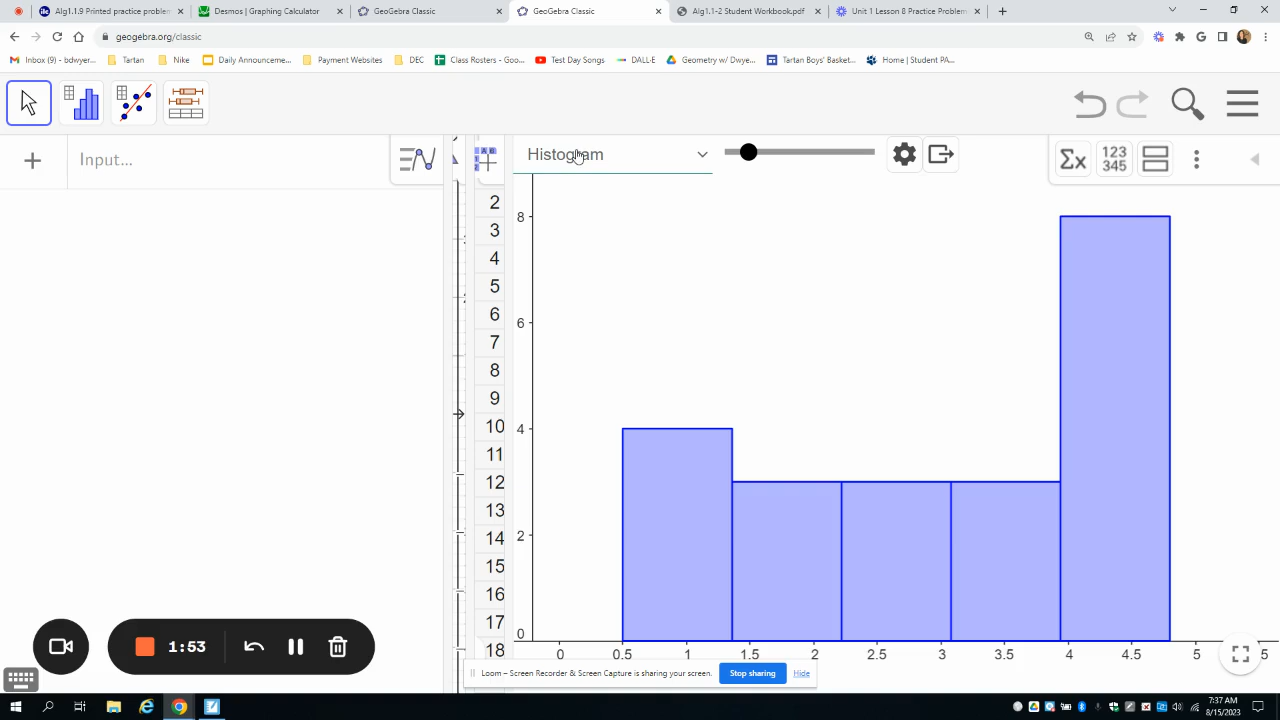 Alg1.1.9 Printed practice problem
Desmos | Graphing Calculator
GeoGebra Classic
GeoGebra Classic
Alg1.1-2 Student Workbook.pdf
Unit 1 Lesson 8 Practice Problem
geogebra.org/classic
Inbox (9) - bdwyer...
Tartan
Nike
Daily Announceme...
Payment Websites
DEC
Class Rosters - Goo...
Test Day Songs
DALL·E
Geometry w/ Dwye...
Tartan Boys' Basket...
Home | Student PA...
Input...
Histogram
Σx
123
345
2
3
4
5
6
7
8
9
10
11
12
13
14
15
16
17
18
8
6
4
2
0
0
0.5
1
1.5
2
2.5
3
3.5
4
4.5
5
5
1:53
Loom – Screen Recorder & Screen Capture is sharing your screen.
Stop sharing
Hide
7:37 AM
8/15/2023